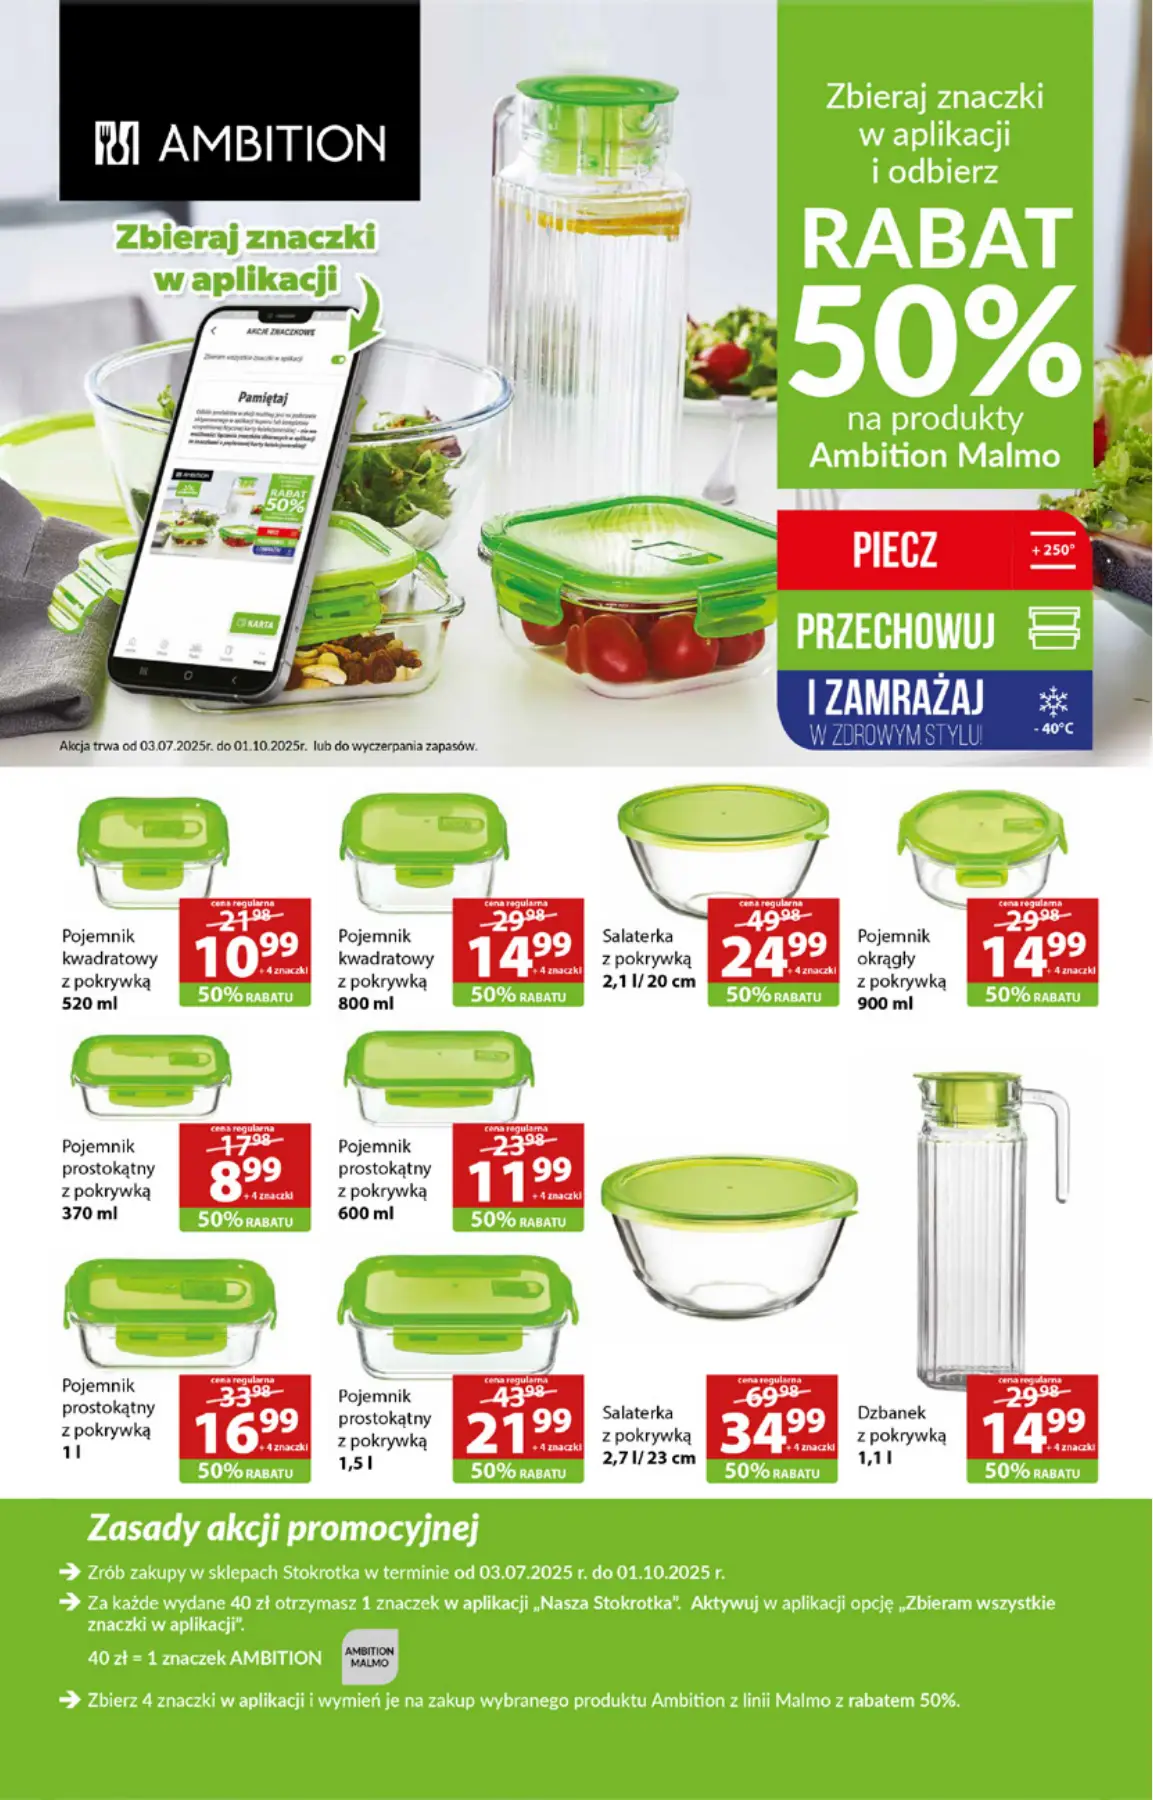 AMBITION
Zbieraj znaczki
w aplikacji
AKCJE ZNACZKOWE
Zbieram wszystkie znaczki w aplikacji
Pamiętaj
KARTA
Zbieraj znaczki
w aplikacji
i odbierz
RABAT
50%
na produkty
Ambition Malmo
PIECZ
+250°
PRZECHOWUJ
I ZAMRAŻAJ
W ZDROWYM STYLU!
- 40°C
Akcja trwa od 03.07.2025r. do 01.10.2025r. lub do wyczerpania zapasów.
Pojemnik
kwadratowy
z pokrywką
520 ml
cena regularna
21 98
10 99
+ 4 znaczki
50% RABATU
Pojemnik
kwadratowy
z pokrywką
800 ml
cena regularna
29 98
14 99
+ 4 znaczki
50% RABATU
Salaterka
z pokrywką
2,1 l/ 20 cm
cena regularna
49 98
24 99
+ 4 znaczki
50% RABATU
Pojemnik
okrągły
z pokrywką
900 ml
cena regularna
29 98
14 99
+ 4 znaczki
50% RABATU
Pojemnik
prostokątny
z pokrywką
370 ml
cena regularna
17 98
8 99
+ 4 znaczki
50% RABATU
Pojemnik
prostokątny
z pokrywką
600 ml
cena regularna
23 98
11 99
+ 4 znaczki
50% RABATU
Pojemnik
prostokątny
z pokrywką
1 l
cena regularna
33 98
16 99
+ 4 znaczki
50% RABATU
Pojemnik
prostokątny
z pokrywką
1,5 l
cena regularna
43 98
21 99
+ 4 znaczki
50% RABATU
Salaterka
z pokrywką
2,7 l/ 23 cm
cena regularna
69 98
34 99
+ 4 znaczki
50% RABATU
Dzbanek
z pokrywką
1,1 l
cena regularna
29 98
14 99
+ 4 znaczki
50% RABATU
Zasady akcji promocyjnej
Zrób zakupy w sklepach Stokrotka w terminie od 03.07.2025 r. do 01.10.2025 r.
Za każde wydane 40 zł otrzymasz 1 znaczek w aplikacji „Nasza Stokrotka”. Aktywuj w aplikacji opcję „Zbieram wszystkie
znaczki w aplikacji”.
40 zł = 1 znaczek AMBITION
AMBITION
MALMO
Zbierz 4 znaczki w aplikacji i wymień je na zakup wybranego produktu Ambition z linii Malmo z rabatem 50%.